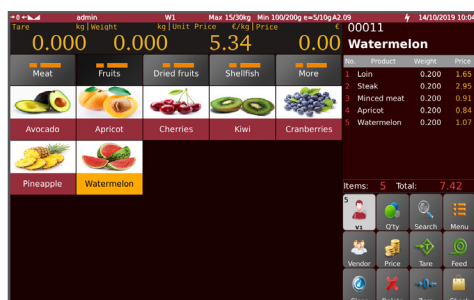 admin W1 Max 15/30kg Min 100/200g e=5/10g A2.09 14/10/2019 10:04
Tare kg Weight kg Unit Price €/kg Price €
0.00 0.000 5.34 0.00
00011
Watermelon
Meat Fruits Dried fruits Shellfish More
No. Product Weight Price
1 Loin 0.200 1.65
2 Steak 0.200 2.95
3 Minced meat 0.200 0.91
4 Apricot 0.200 0.84
5 Watermelon 0.200 1.07
Avocado Apricot Cherries Kiwi Cranberries
Pineapple Watermelon
Items: 5 Total: 7.42
5
V1 Q'ty Search Menu
Vendor Price Tare Feed